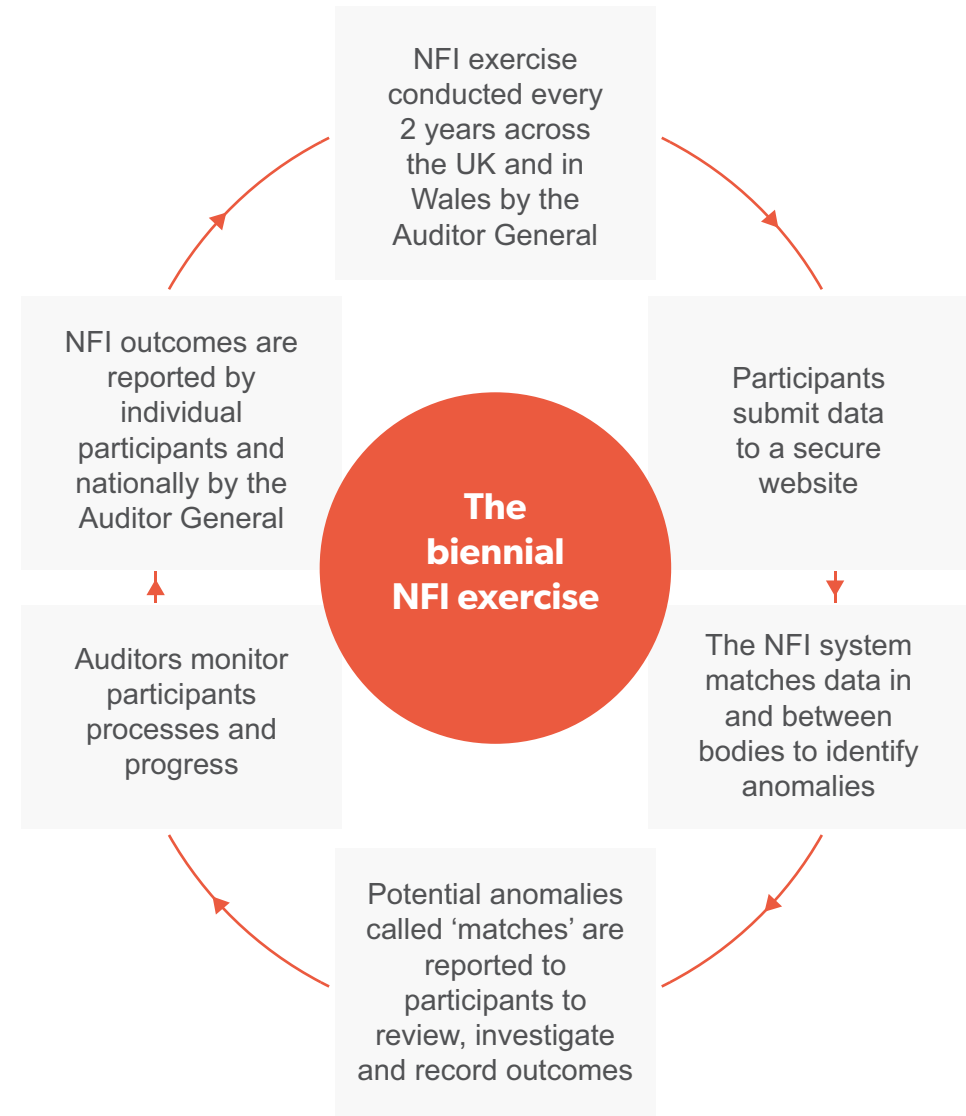 NFI exercise
conducted every
2 years across
the UK and in
Wales by the
Auditor General
Participants
submit data
to a secure
website
The NFI system
matches data in
and between
bodies to identify
anomalies
Potential anomalies
called ‘matches’ are
reported to
participants to
review, investigate
and record outcomes
Auditors monitor
participants
processes and
progress
NFI outcomes are
reported by
individual
participants and
nationally by the
Auditor General
The
biennial
NFI exercise